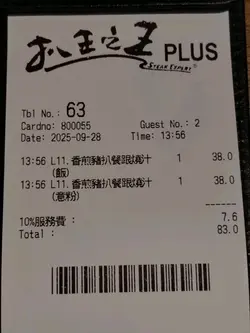 扒王之王 PLUS
STEAK EXPERT
Tbl No.: 63
Cardno: 800055 Guest No.: 2
Date: 2025-09-28 Time: 13:56
13:56 L11. 香煎豬扒餐跟燒汁 1 38.0
(飯)
13:56 L11. 香煎豬扒餐跟燒汁 1 38.0
(意粉)
------
10%服務費 : 7.6
Total : 83.0